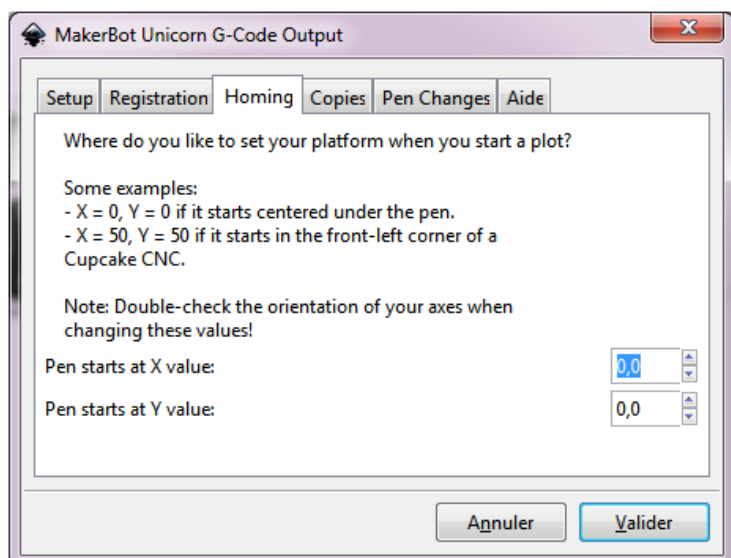 MakerBot Unicorn G-Code Output
Setup Registration Homing Copies Pen Changes Aide
Where do you like to set your platform when you start a plot?
Some examples:
- X = 0, Y = 0 if it starts centered under the pen.
- X = 50, Y = 50 if it starts in the front-left corner of a
Cupcake CNC.
Note: Double-check the orientation of your axes when
changing these values!
Pen starts at X value: 0,0
Pen starts at Y value: 0,0
Annuler Valider